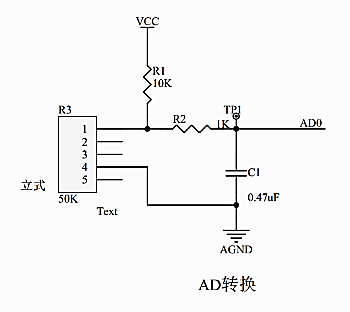 VCC
R1
10K
R3
R2
1K
TP1
AD0
1
2
3
4
5
C1
0.47uF
立式
50K
Text
AGND
AD转换